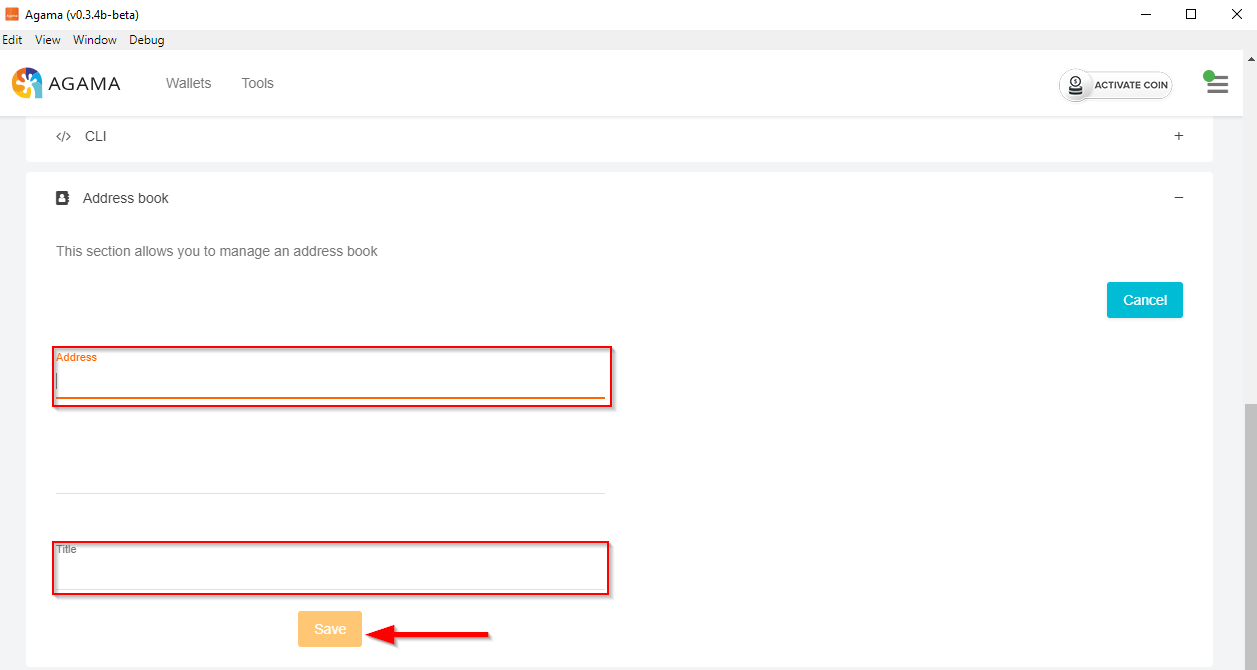 Agama (v0.3.4b-beta)
Edit View Window Debug
AGAMA Wallets Tools ACTIVATE COIN
</> CLI +
Address book −
This section allows you to manage an address book
Cancel
Address
Title
Save